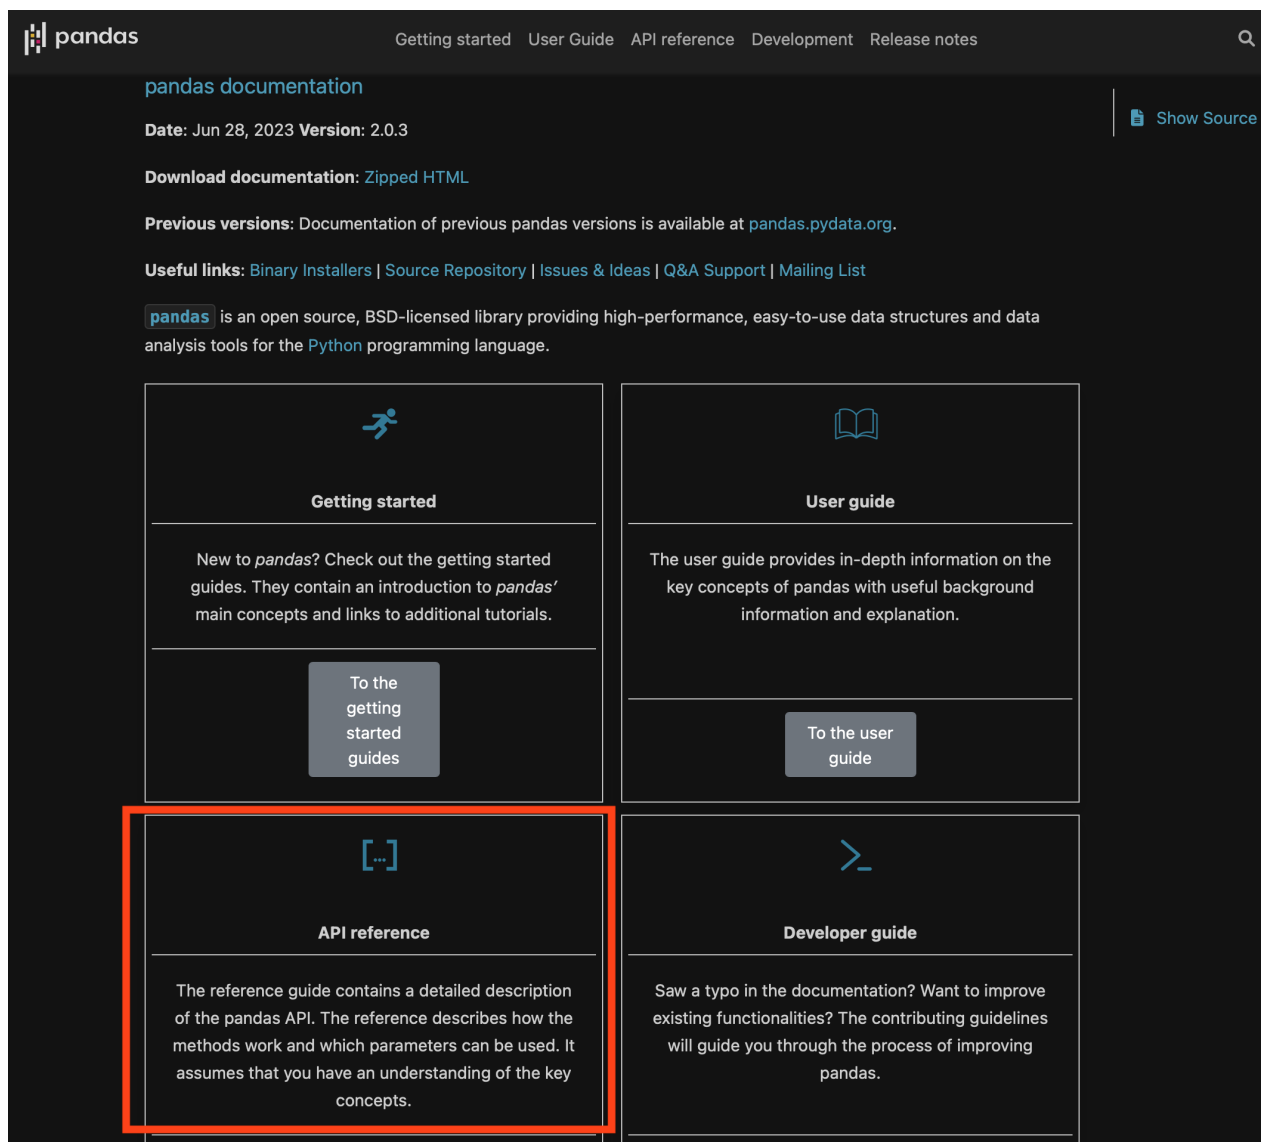 pandas
Getting started User Guide API reference Development Release notes
pandas documentation
Show Source
Date: Jun 28, 2023 Version: 2.0.3
Download documentation: Zipped HTML
Previous versions: Documentation of previous pandas versions is available at pandas.pydata.org.
Useful links: Binary Installers | Source Repository | Issues & Ideas | Q&A Support | Mailing List
pandas is an open source, BSD-licensed library providing high-performance, easy-to-use data structures and data
analysis tools for the Python programming language.
Getting started
New to pandas? Check out the getting started
guides. They contain an introduction to pandas’
main concepts and links to additional tutorials.
To the
getting
started
guides
User guide
The user guide provides in-depth information on the
key concepts of pandas with useful background
information and explanation.
To the user
guide
[...]
API reference
The reference guide contains a detailed description
of the pandas API. The reference describes how the
methods work and which parameters can be used. It
assumes that you have an understanding of the key
concepts.
>_
Developer guide
Saw a typo in the documentation? Want to improve
existing functionalities? The contributing guidelines
will guide you through the process of improving
pandas.